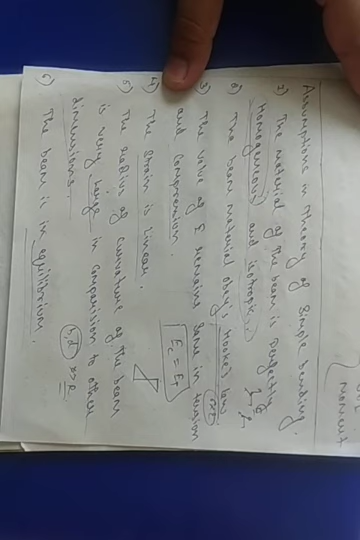 Assumptions in Theory of Simple bending.
1) The material of the beam is perfectly
homogeneous and isotropic.
2) The beam material obey's Hooke's law
3) The value of E remains same in tension
and Compression.
Ec = ET
4) The strain is linear.
5) The radius of curvature of the beam
is very large in comparision to other
dimensions.
6) The beam is in equilibrium.
moment